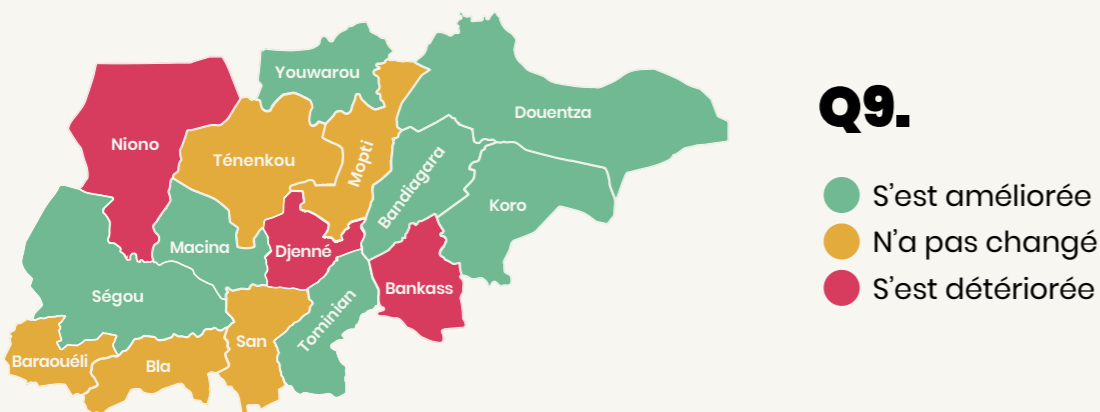 Youwarou
Douentza
Niono
Ténenkou
Mopti
Bandiagara
Koro
Macina
Djenné
Bankass
Ségou
Tominian
San
Baraouéli
Bla
Q9.
S'est améliorée
N'a pas changé
S'est détériorée